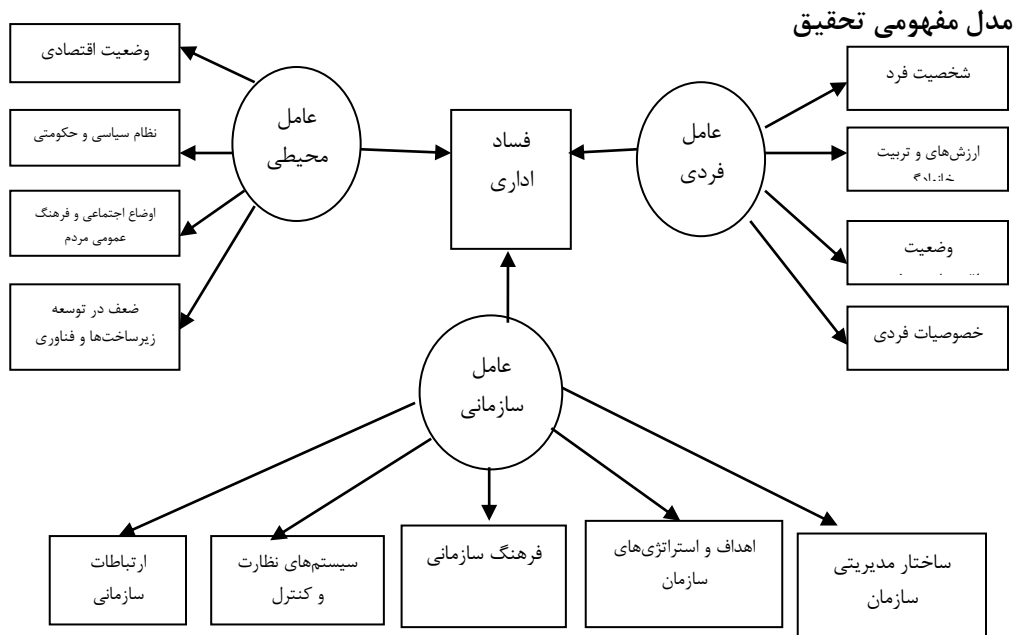 مدل مفهومی تحقیق
شخصیت فرد
ارزش‌های و تربیت
وضعیت
خصوصیات فردی
عامل
فردی
فساد
اداری
عامل
محیطی
وضعیت اقتصادی
نظام سیاسی و حکومتی
اوضاع اجتماعی و فرهنگ
عمومی مردم
ضعف در توسعه
زیرساخت‌ها و فناوری
عامل
سازمانی
ساختار مدیریتی
سازمان
اهداف و استراتژی‌های
سازمان
فرهنگ سازمانی
سیستم‌های نظارت
و کنترل
ارتباطات
سازمانی